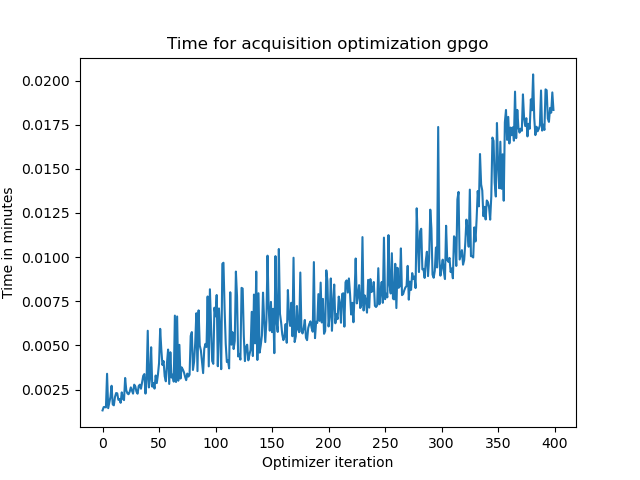 Time for acquisition optimization gpgo
0.0200
0.0175
0.0150
0.0125
0.0100
0.0075
0.0050
0.0025
Time in minutes
0 50 100 150 200 250 300 350 400
Optimizer iteration